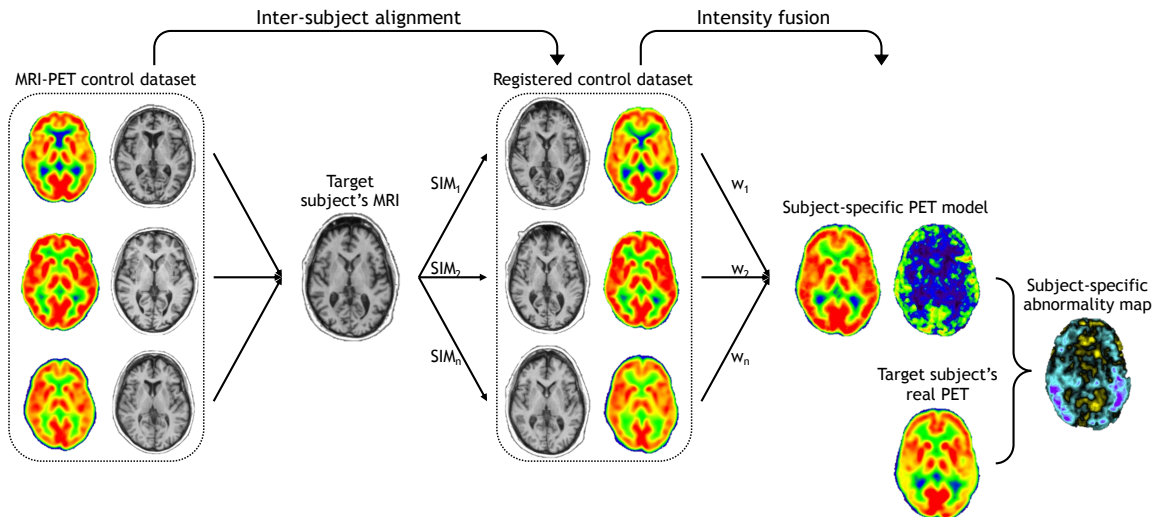 Inter-subject alignment
Intensity fusion
MRI-PET control dataset
Registered control dataset
Target
subject's MRI
SIM₁
SIM₂
SIMₙ
w₁
w₂
wₙ
Subject-specific PET model
Subject-specific
abnormality map
Target subject's
real PET